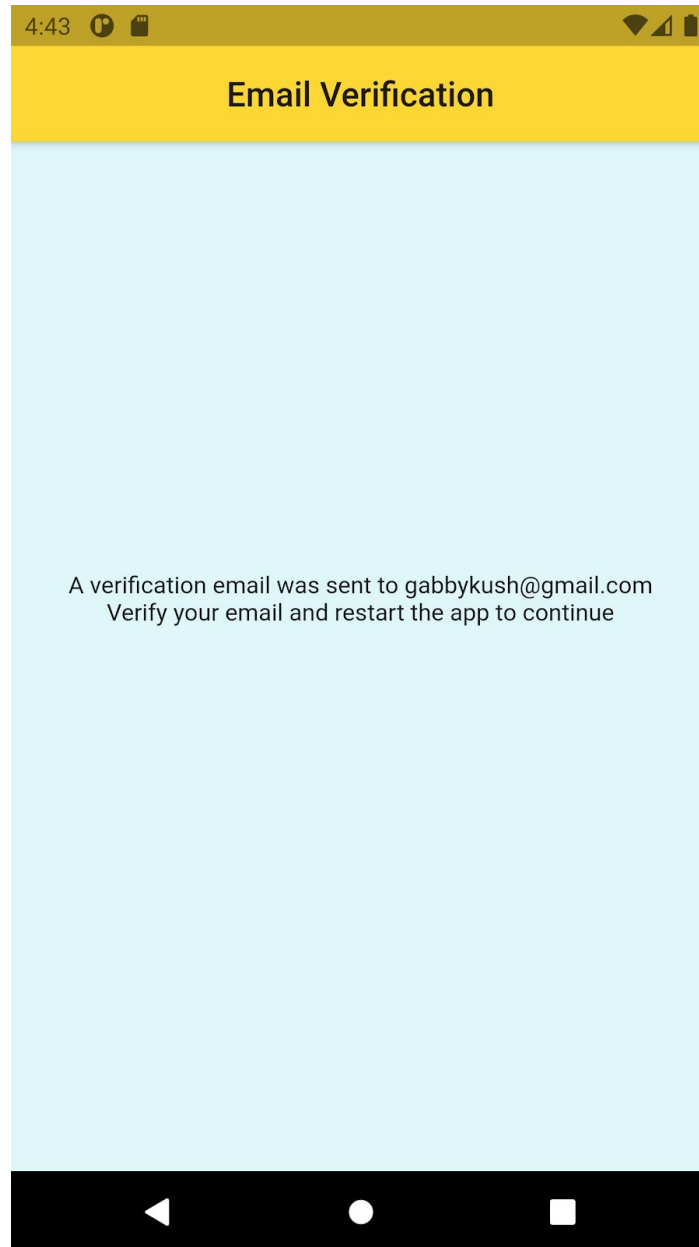 4:43
Email Verification
A verification email was sent to gabbykush@gmail.com
Verify your email and restart the app to continue